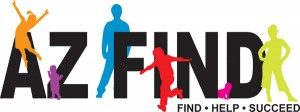 AZ FIND
FIND • HELP • SUCCEED